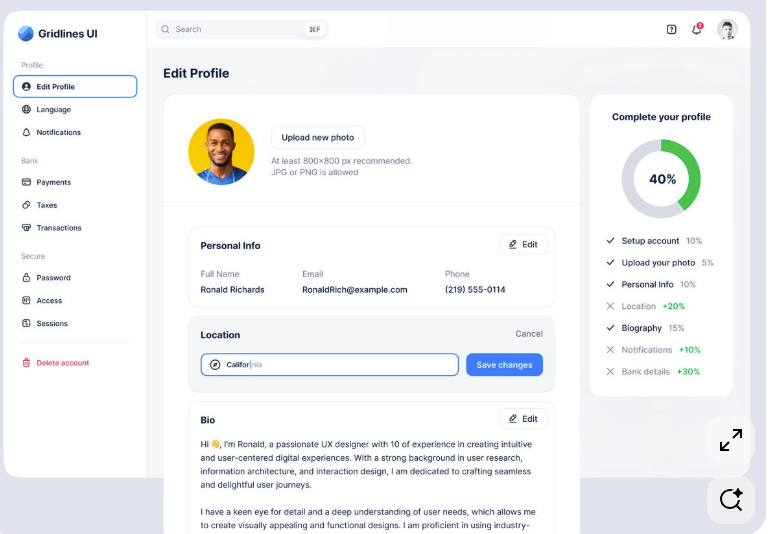 Gridlines UI
Search
⌘F
2
Profile
Edit Profile
Language
Notifications
Bank
Payments
Taxes
Transactions
Secure
Password
Access
Sessions
Delete account
Edit Profile
Upload new photo
At least 800×800 px recommended.
JPG or PNG is allowed
Personal Info
Edit
Full Name Email Phone
Ronald Richards RonaldRich@example.com (219) 555-0114
Location
Cancel
California
Save changes
Bio
Edit
Hi 👋, I'm Ronald, a passionate UX designer with 10 of experience in creating intuitive
and user-centered digital experiences. With a strong background in user research,
information architecture, and interaction design, I am dedicated to crafting seamless
and delightful user journeys.
I have a keen eye for detail and a deep understanding of user needs, which allows me
to create visually appealing and functional designs. I am proficient in using industry-
Complete your profile
40%
Setup account 10%
Upload your photo 5%
Personal Info 10%
Location +20%
Biography 15%
Notifications +10%
Bank details +30%